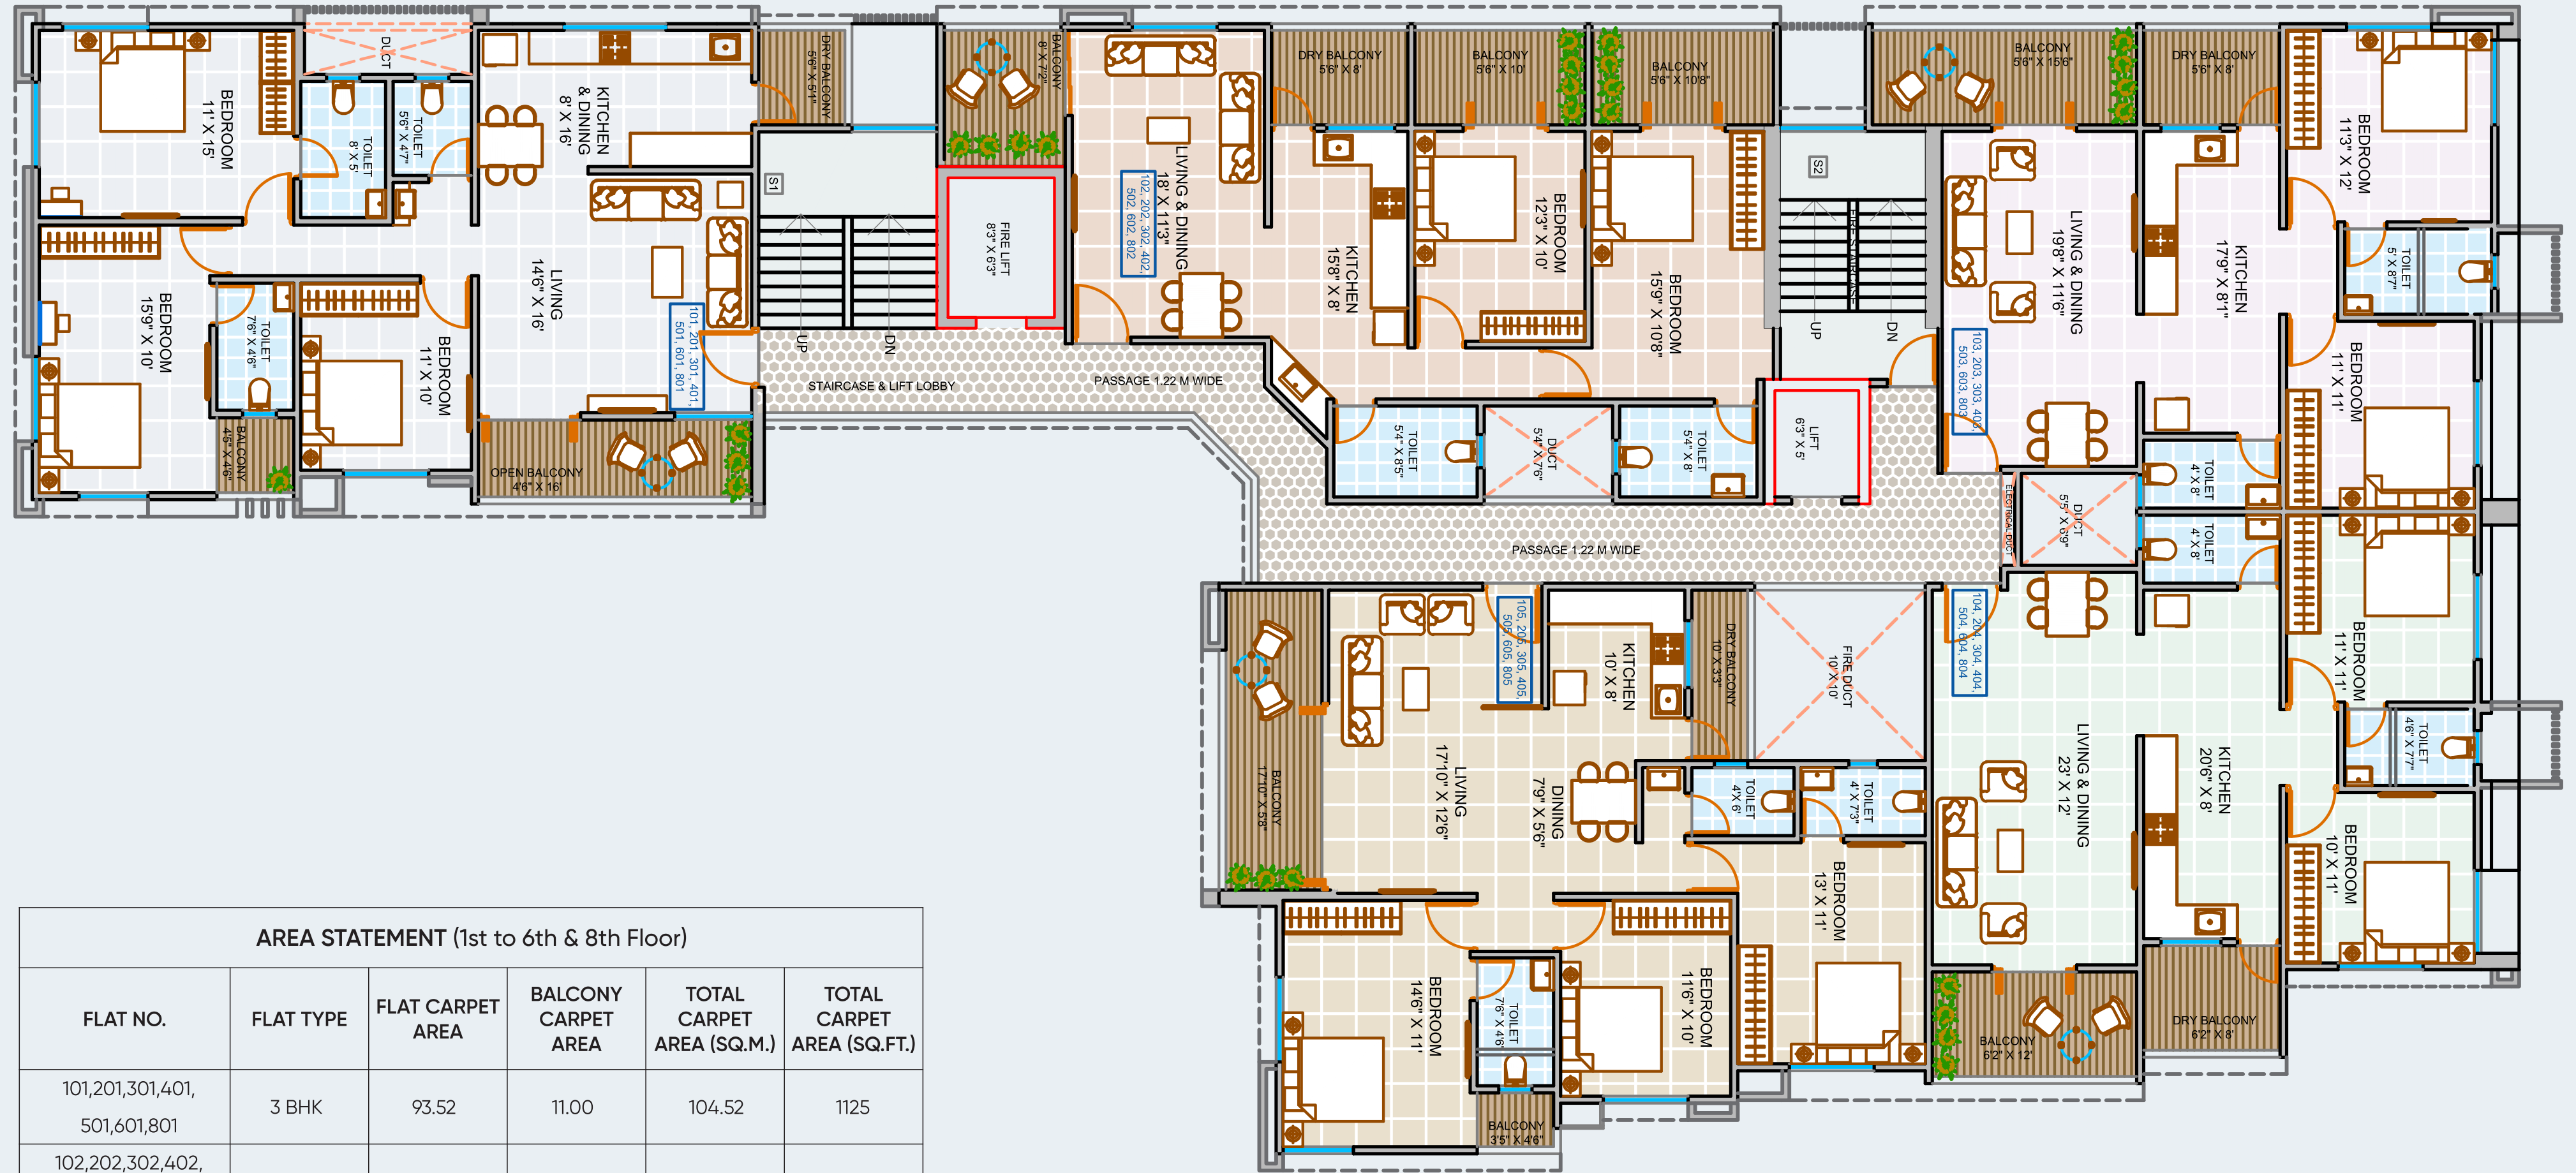 BEDROOM
11' X 15'
DUCT
TOILET
8' X 5'
TOILET
5'6" X 4'7"
KITCHEN
& DINING
8' X 16'
DRY BALCONY
5'6" X 5'1"
BEDROOM
15'9" X 10'
TOILET
7'6" X 4'6"
BALCONY
4'5" X 4'6"
BEDROOM
11' X 10'
LIVING
14'6" X 16'
101, 201, 301, 401,
501, 601, 801
OPEN BALCONY
4'6" X 16'
S1
UP
DN
STAIRCASE & LIFT LOBBY
BALCONY
8' X 7'2"
FIRE LIFT
8'3" X 6'3"
PASSAGE 1.22 M WIDE
LIVING & DINING
18' X 11'3"
102, 202, 302, 402,
502, 602, 802
DRY BALCONY
5'6" X 8'
KITCHEN
15'8" X 8'
BALCONY
5'6" X 10'
BEDROOM
12'3" X 10'
BALCONY
5'6" X 10'8"
BEDROOM
15'9" X 10'8"
TOILET
5'4" X 8'5"
DUCT
5'4" X 7'6"
TOILET
5'4" X 8'
S2
FIRE STAIRCASE
UP
DN
LIFT
6'3" X 5'
BALCONY
5'6" X 15'6"
DRY BALCONY
5'6" X 8'
LIVING & DINING
19'8" X 11'6"
103, 203, 303, 403,
503, 603, 803
KITCHEN
17'9" X 8'1"
BEDROOM
11'3" X 12'
TOILET
5' X 8'7"
BEDROOM
11' X 11'
TOILET
4' X 8'
ELECTRICAL DUCT
DUCT
5'5" X 6'9"
TOILET
4' X 8'
PASSAGE 1.22 M WIDE
104, 204, 304, 404,
504, 604, 804
LIVING & DINING
23' X 12'
KITCHEN
20'6" X 8'
BEDROOM
11' X 11'
TOILET
4'6" X 7'7"
BEDROOM
10' X 11'
BALCONY
6'2" X 12'
DRY BALCONY
6'2" X 8'
BALCONY
17'10" X 5'8"
LIVING
17'10" X 12'6"
105, 205, 305, 405,
505, 605, 805
DINING
7'9" X 5'6"
KITCHEN
10' X 8'
DRY BALCONY
10' X 3'3"
FIRE DUCT
10' X 10'
TOILET
4'X 6'
TOILET
4' X 7'3"
BEDROOM
13' X 11'
BEDROOM
14'6" X 11'
TOILET
7'6" X 4'6"
BEDROOM
11'6" X 10'
BALCONY
3'5" X 4'6"
AREA STATEMENT (1st to 6th & 8th Floor)
FLAT NO.
FLAT TYPE
FLAT CARPET
AREA
BALCONY
CARPET
AREA
TOTAL
CARPET
AREA (SQ.M.)
TOTAL
CARPET
AREA (SQ.FT.)
101,201,301,401,
501,601,801
3 BHK
93.52
11.00
104.52
1125
102,202,302,402,